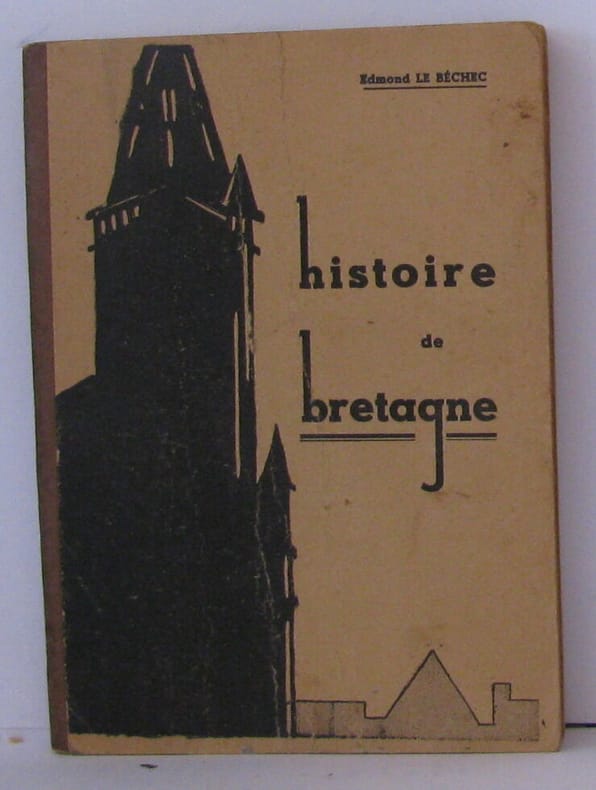 Edmond LE BÉCHEC
histoire
de
bretagne